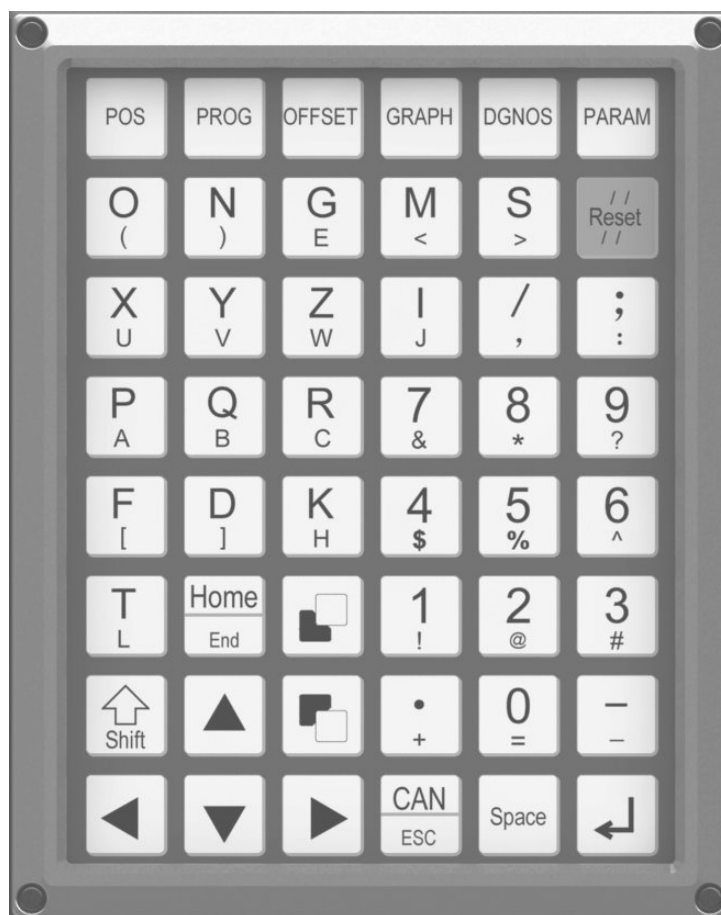 POS PROG OFFSET GRAPH DGNOS PARAM
O N G M S
( ) E < >
/ /
Reset
/ /
X Y Z I / ;
U V W J , :
P Q R 7 8 9
A B C & * ?
F D K 4 5 6
[ ] H $ % ^
T Home 1 2 3
L End ! @ #
Shift • 0 −
+ = _
CAN Space
ESC